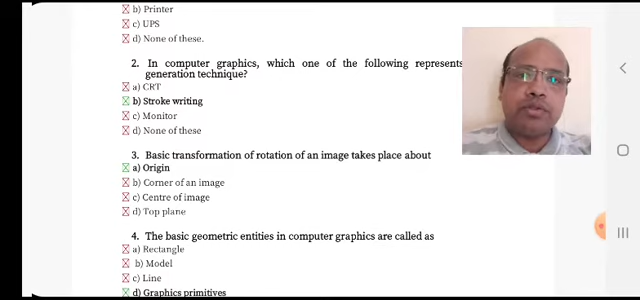 b) Printer
c) UPS
d) None of these.
2. In computer graphics, which one of the following represents
generation technique?
a) CRT
b) Stroke writing
c) Monitor
d) None of these
3. Basic transformation of rotation of an image takes place about
a) Origin
b) Corner of an image
c) Centre of image
d) Top plane
4. The basic geometric entities in computer graphics are called as
a) Rectangle
b) Model
c) Line
d) Graphics primitives